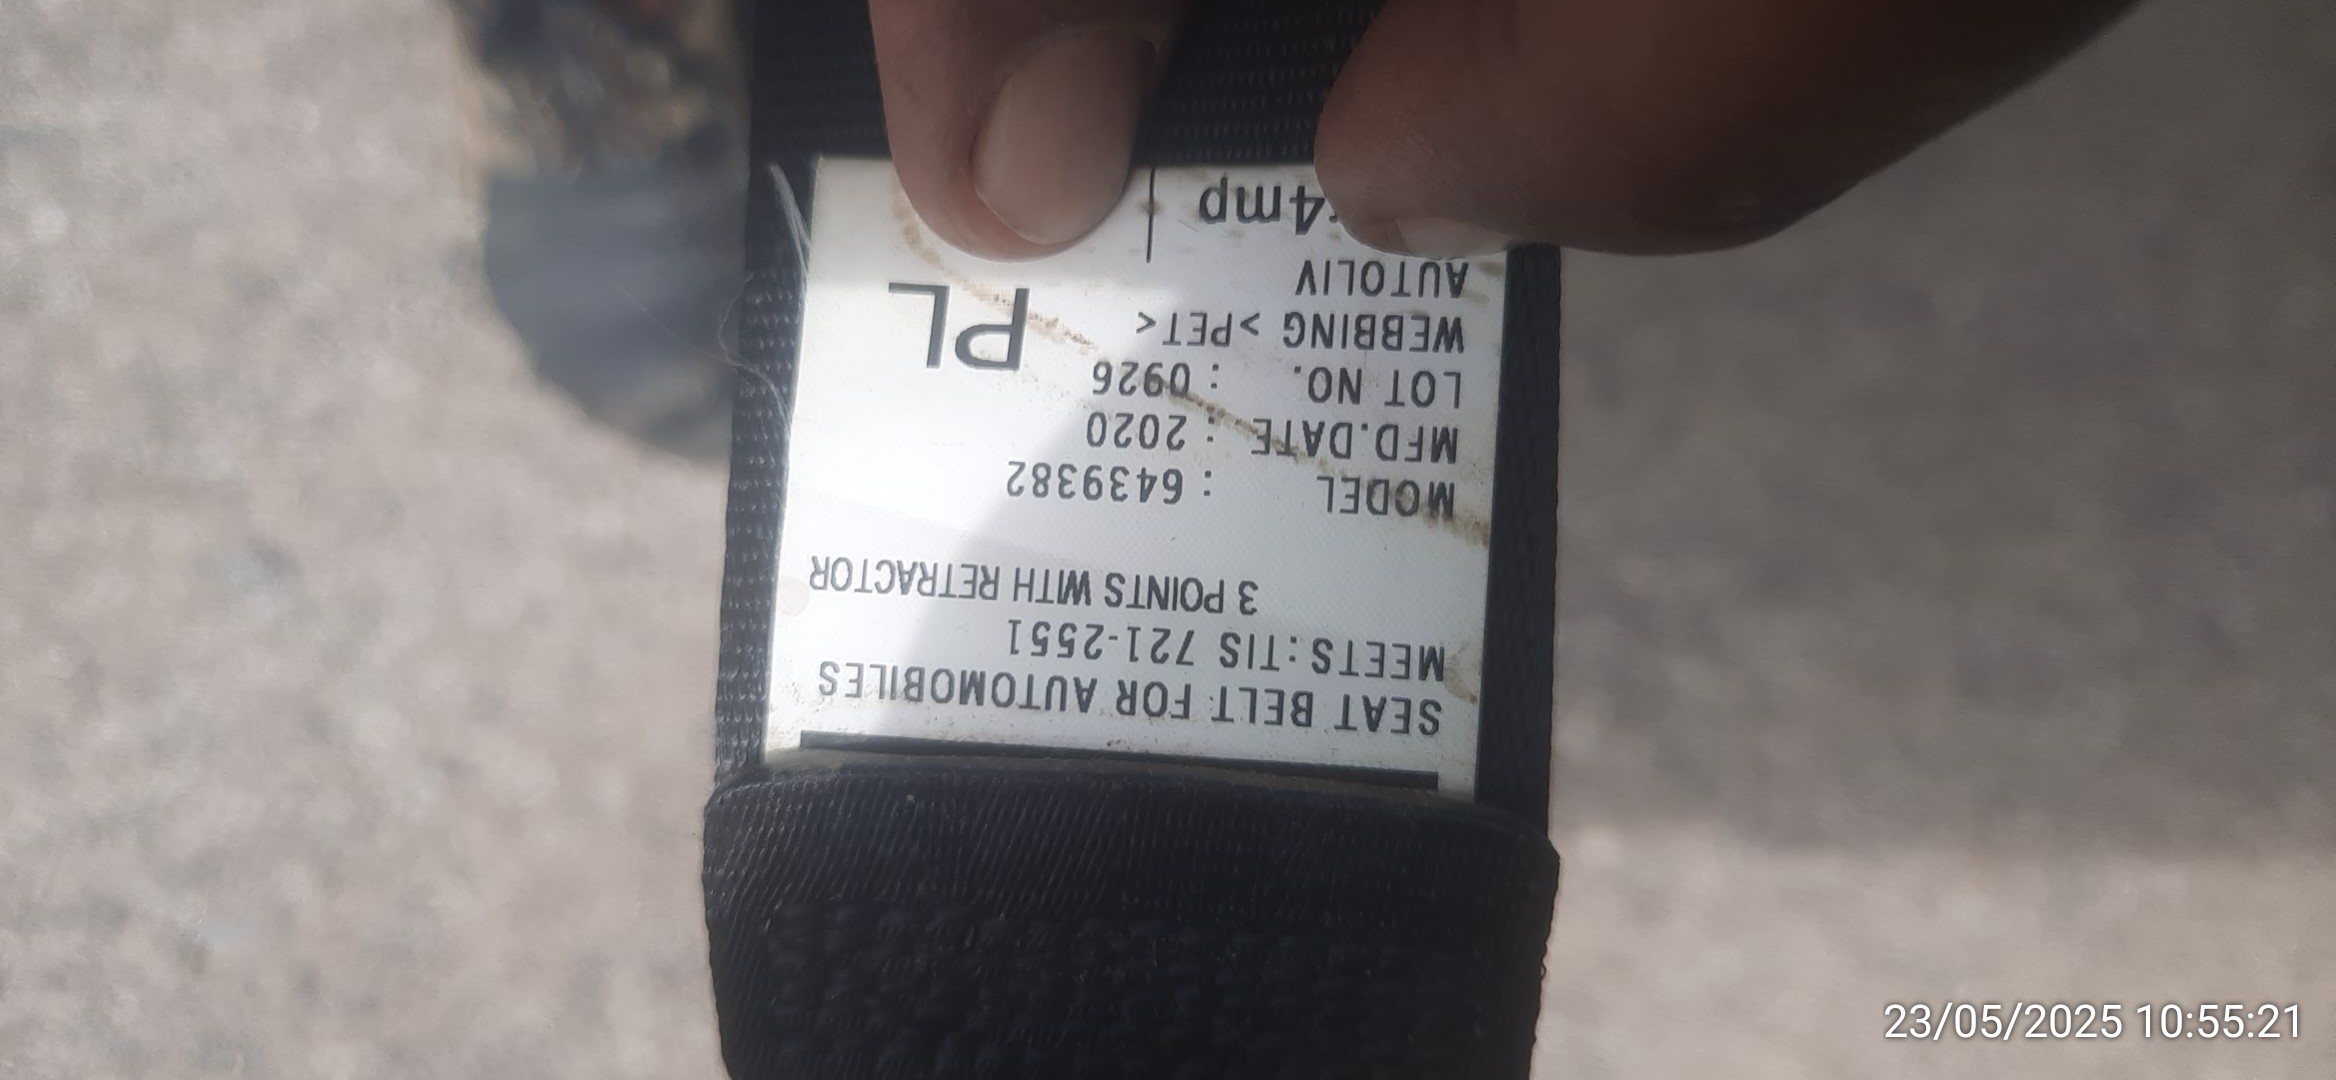 SEAT BELT FOR AUTOMOBILES
MEETS:TIS 721-2551
3 POINTS WITH RETRACTOR
MODEL : 6439382
MFD.DATE : 2020
LOT NO. : 0926
WEBBING >PET<
AUTOLIV
PL
4mp
23/05/2025 10:55:21